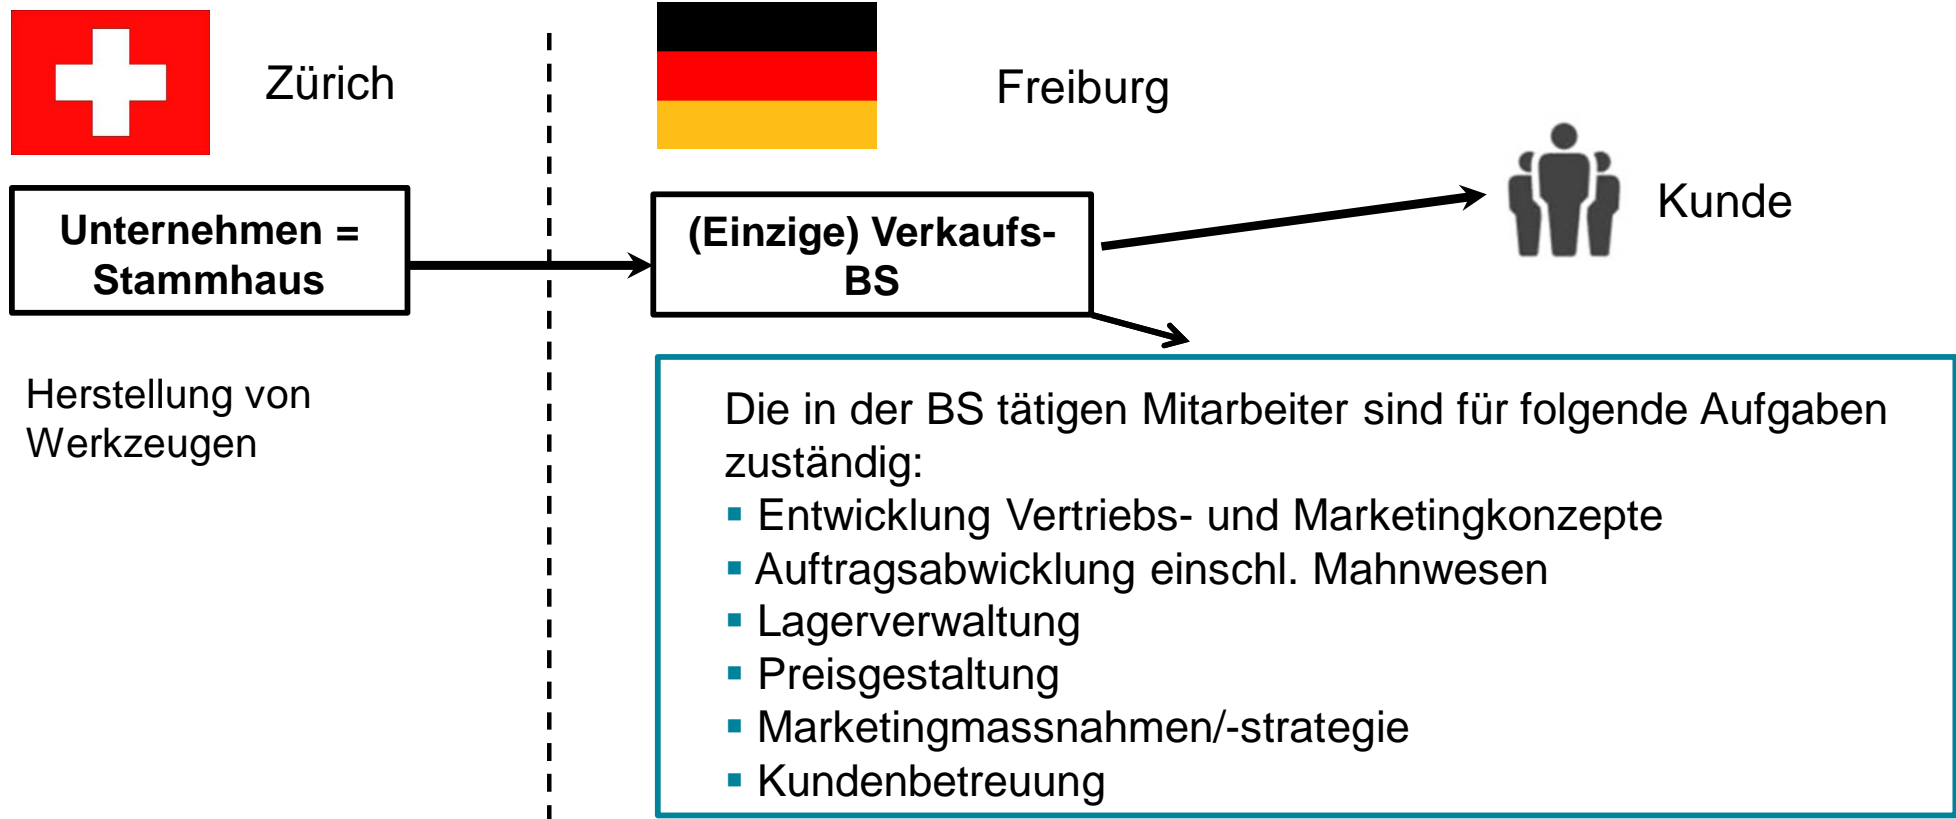 Zürich
Freiburg
Unternehmen =
Stammhaus
(Einzige) Verkaufs-
BS
Kunde
Herstellung von
Werkzeugen
Die in der BS tätigen Mitarbeiter sind für folgende Aufgaben
zuständig:
▪ Entwicklung Vertriebs- und Marketingkonzepte
▪ Auftragsabwicklung einschl. Mahnwesen
▪ Lagerverwaltung
▪ Preisgestaltung
▪ Marketingmassnahmen/-strategie
▪ Kundenbetreuung